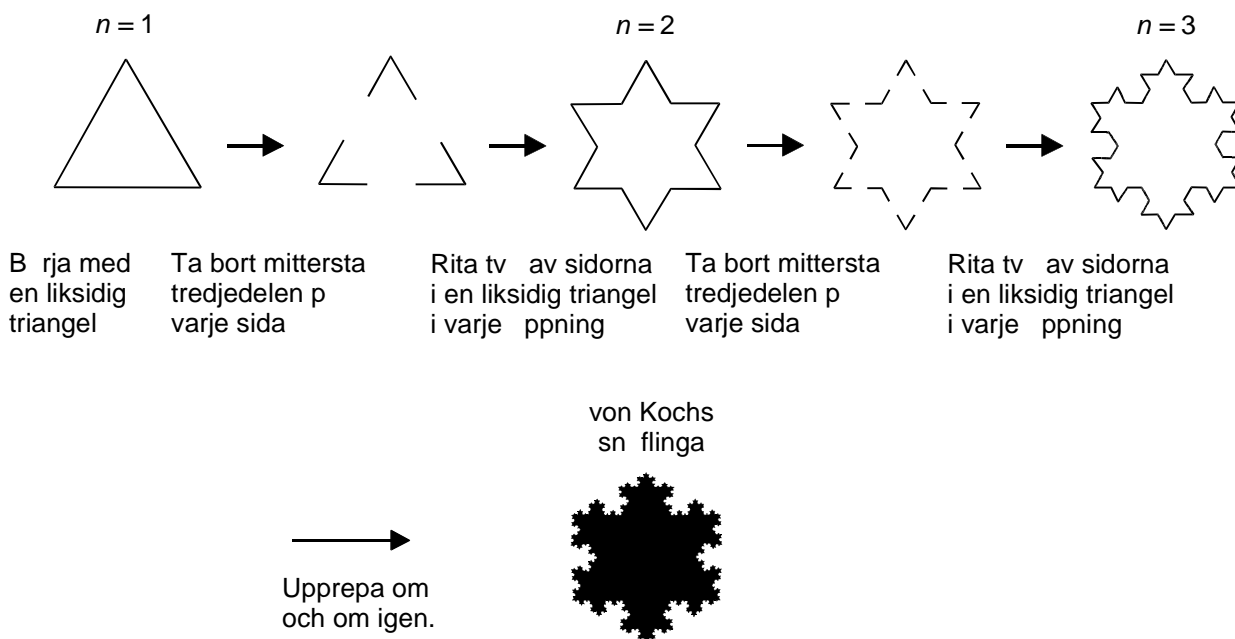 n = 1
n = 2
n = 3
B rja med
en liksidig
triangel
Ta bort mittersta
tredjedelen p
varje sida
Rita tv av sidorna
i en liksidig triangel
i varje ppning
Ta bort mittersta
tredjedelen p
varje sida
Rita tv av sidorna
i en liksidig triangel
i varje ppning
von Kochs
sn flinga
Upprepa om
och om igen.